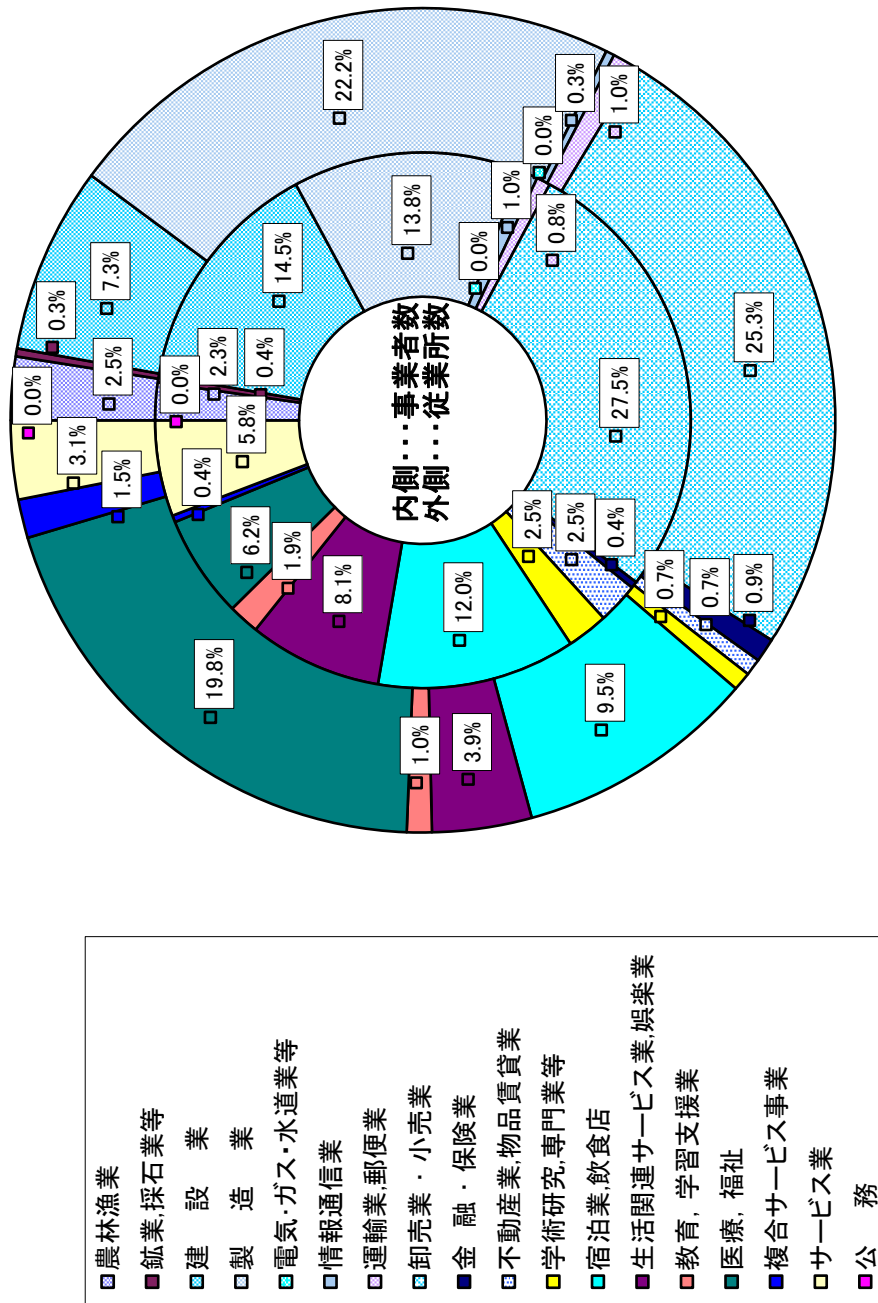 内側・・・事業者数
外側・・・従業所数
2.5%
0.3%
7.3%
22.2%
0.0%
0.3%
1.0%
25.3%
0.9%
0.7%
0.7%
9.5%
3.9%
1.0%
19.8%
1.5%
3.1%
0.0%
2.3%
0.4%
14.5%
13.8%
0.0%
1.0%
0.8%
27.5%
0.4%
2.5%
2.5%
12.0%
8.1%
1.9%
6.2%
0.4%
5.8%
0.0%
農林漁業
鉱業,採石業等
建 設 業
製 造 業
電気・ガス・水道業等
情報通信業
運輸業,郵便業
卸売業・小売業
金 融・保険業
不動産業,物品賃貸業
学術研究,専門業等
宿泊業,飲食店
生活関連サービス業,娯楽業
教育, 学習支援業
医療, 福祉
複合サービス事業
サービス業
公 務